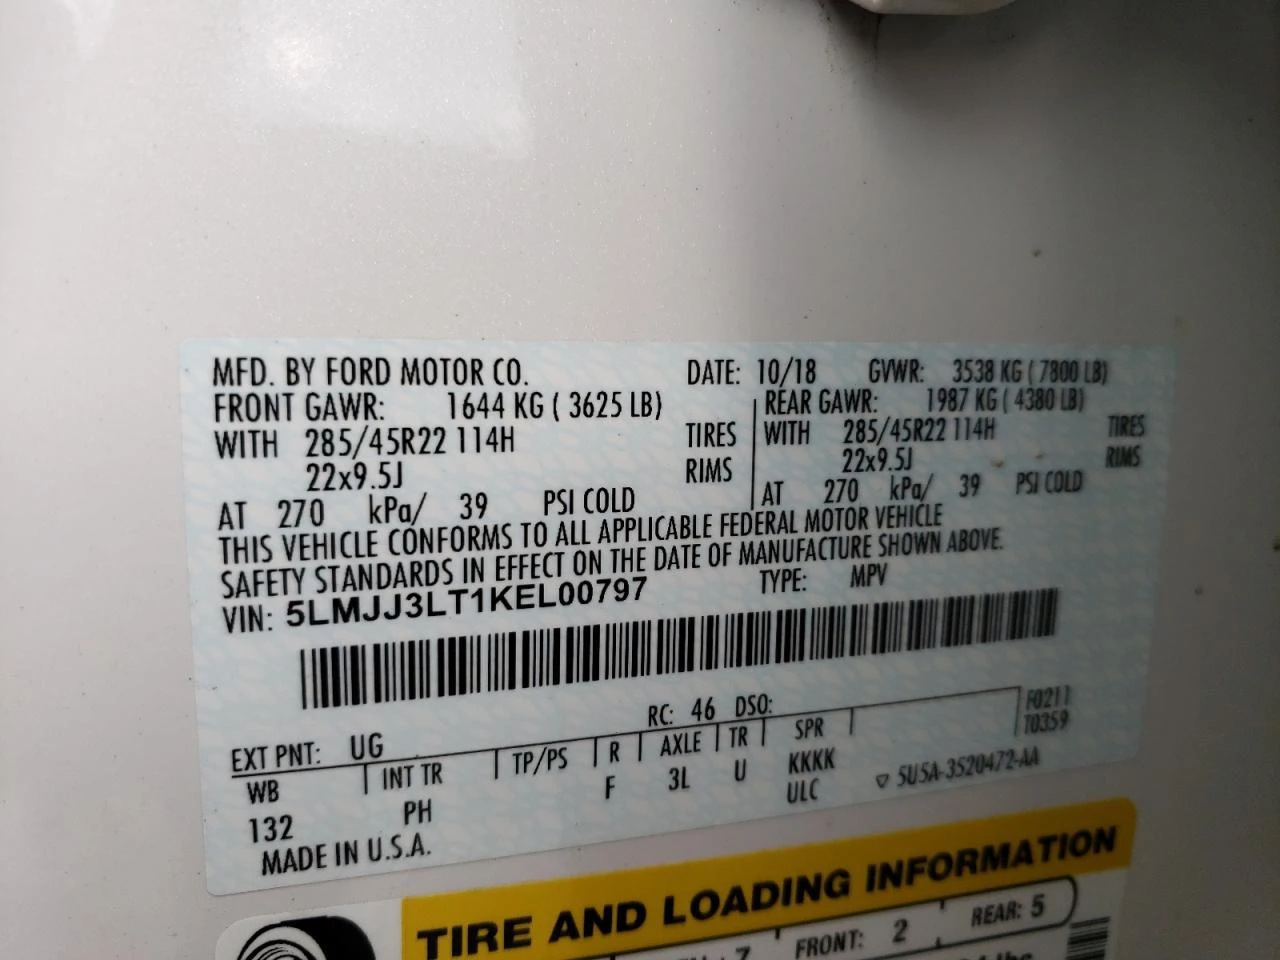 MFD. BY FORD MOTOR CO. DATE: 10/18 GVWR: 3538 KG ( 7800 LB)
FRONT GAWR: 1644 KG ( 3625 LB) REAR GAWR: 1987 KG ( 4380 LB)
WITH 285/45R22 114H TIRES WITH 285/45R22 114H TIRES
22x9.5J RIMS 22x9.5J RIMS
AT 270 kPa/ 39 PSI COLD AT 270 kPa/ 39 PSI COLD
THIS VEHICLE CONFORMS TO ALL APPLICABLE FEDERAL MOTOR VEHICLE
SAFETY STANDARDS IN EFFECT ON THE DATE OF MANUFACTURE SHOWN ABOVE.
VIN: 5LMJJ3LT1KEL00797 TYPE: MPV
EXT PNT: UG RC: 46 DSO: F0211
WB INT TR TP/PS R AXLE TR SPR T0359
132 PH F 3L U KKKK ▽ 5U5A-3520472-AA
ULC
MADE IN U.S.A.
TIRE AND LOADING INFORMATION
7 FRONT: 2 REAR: 5